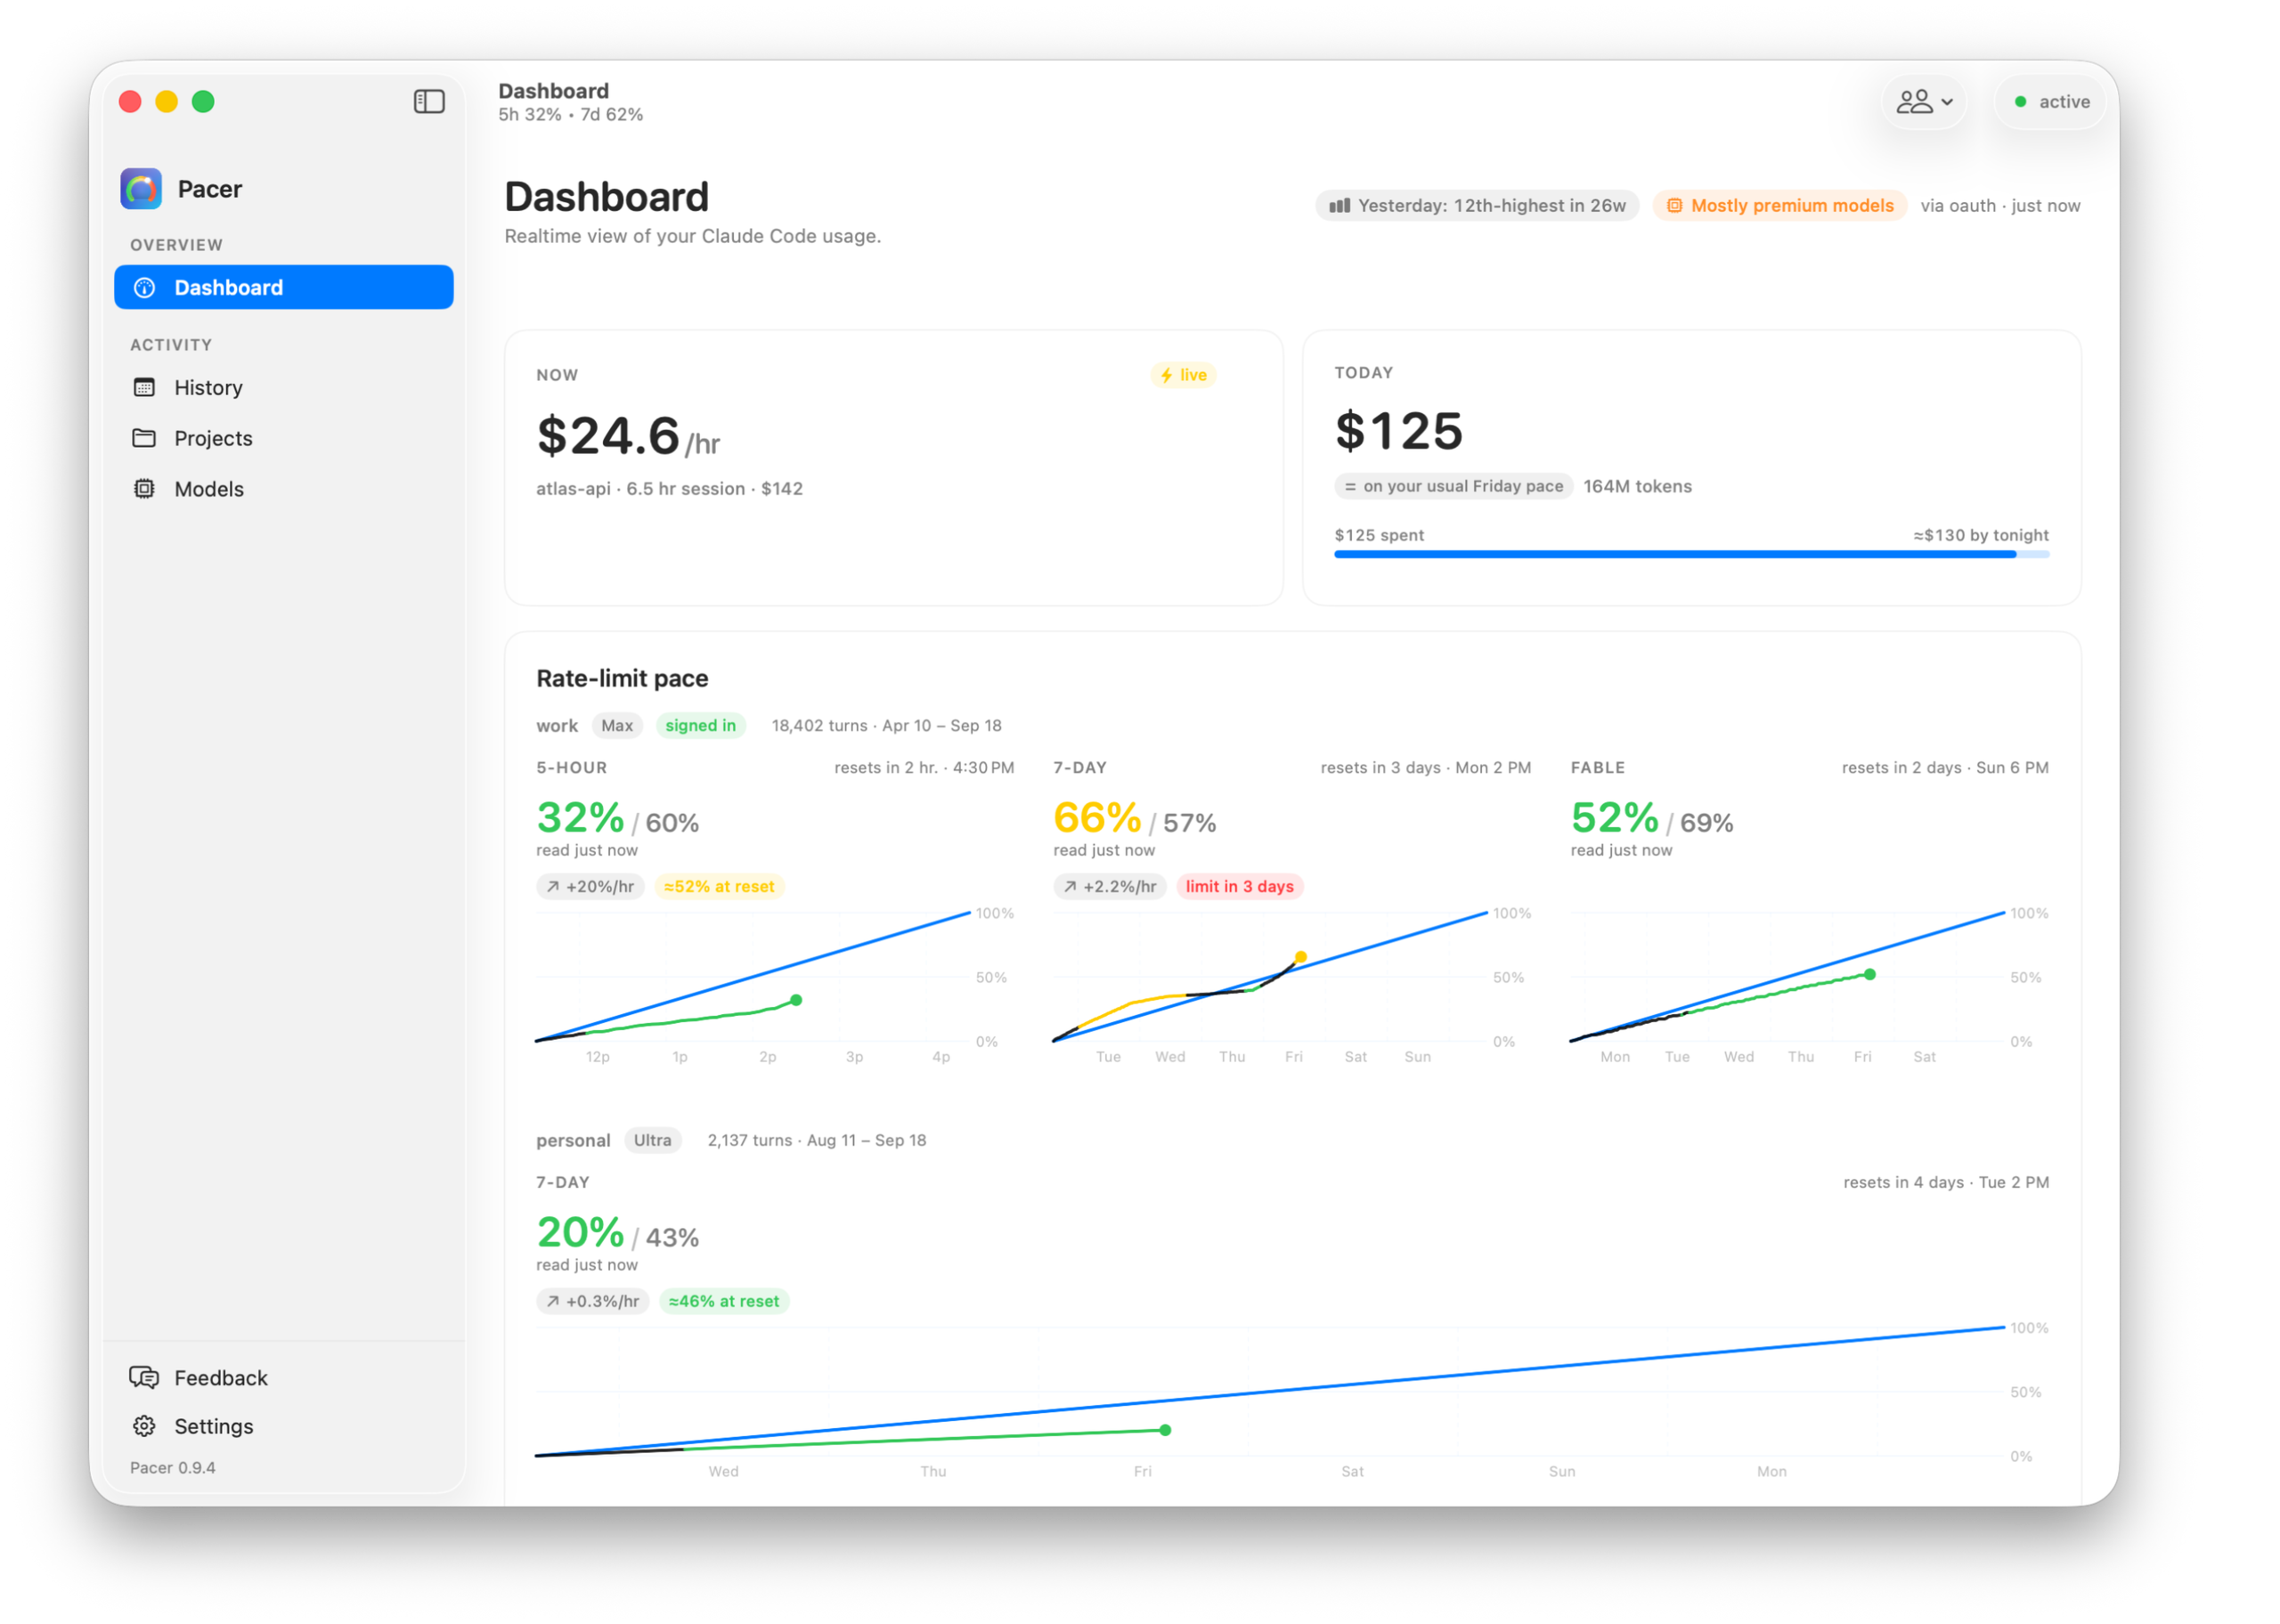 Dashboard
5h 32% • 7d 62%
active
Pacer
OVERVIEW
Dashboard
ACTIVITY
History
Projects
Models
Feedback
Settings
Pacer 0.9.4
Dashboard
Realtime view of your Claude Code usage.
Yesterday: 12th-highest in 26w
Mostly premium models
via oauth · just now
NOW
live
$24.6/hr
atlas-api · 6.5 hr session · $142
TODAY
$125
= on your usual Friday pace 164M tokens
$125 spent
≈$130 by tonight
Rate-limit pace
work Max signed in 18,402 turns · Apr 10 – Sep 18
5-HOUR
resets in 2 hr. · 4:30 PM
32% / 60%
read just now
+20%/hr
≈52% at reset
100%
50%
0%
12p 1p 2p 3p 4p
7-DAY
resets in 3 days · Mon 2 PM
66% / 57%
read just now
+2.2%/hr
limit in 3 days
100%
50%
0%
Tue Wed Thu Fri Sat Sun
FABLE
resets in 2 days · Sun 6 PM
52% / 69%
read just now
100%
50%
0%
Mon Tue Wed Thu Fri Sat
personal Ultra 2,137 turns · Aug 11 – Sep 18
7-DAY
resets in 4 days · Tue 2 PM
20% / 43%
read just now
+0.3%/hr
≈46% at reset
100%
50%
0%
Wed Thu Fri Sat Sun Mon